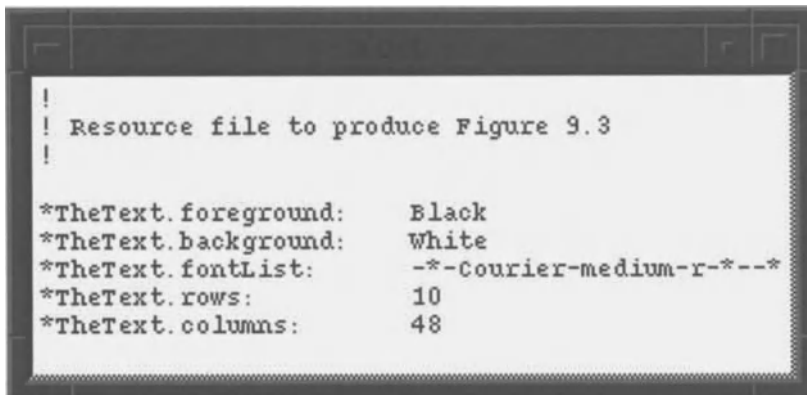 !
! Resource file to produce Figure 9.3
!
*TheText.foreground: Black
*TheText.background: White
*TheText.fontList: -*-Courier-medium-r-*--*
*TheText.rows: 10
*TheText.columns: 48